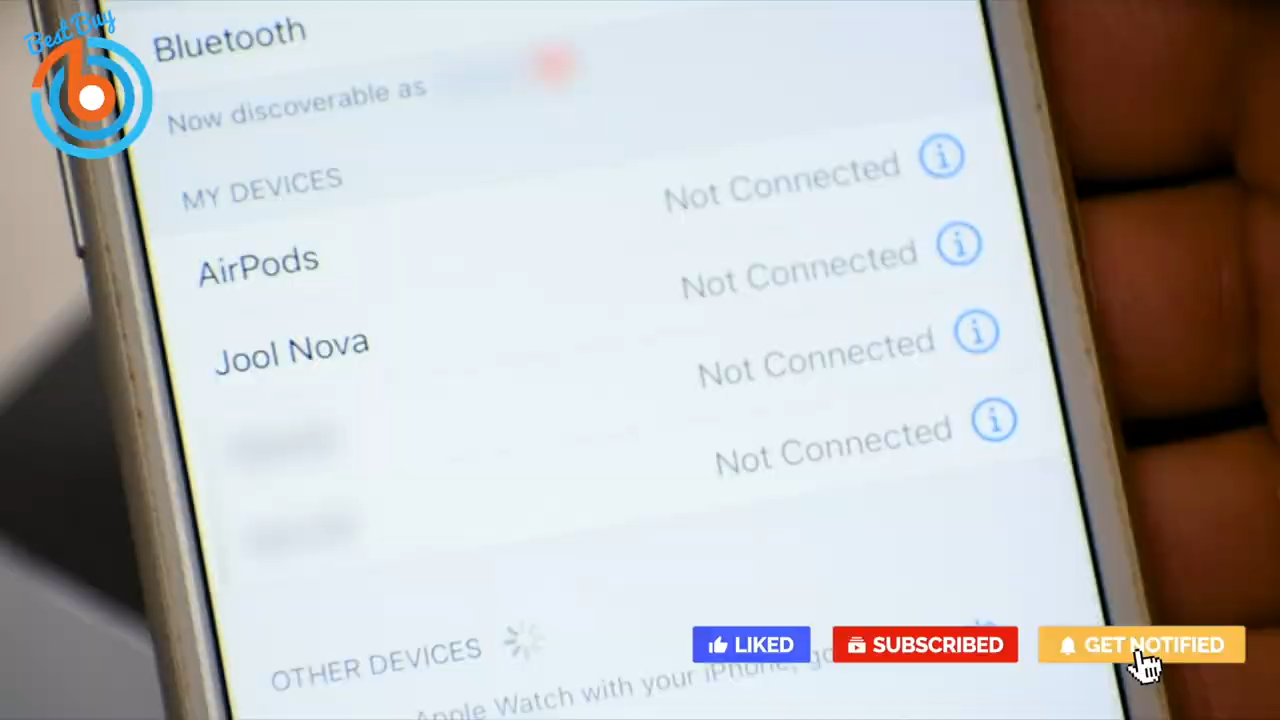 Best Buy
Bluetooth
Now discoverable as
MY DEVICES
AirPods Not Connected
Jool Nova Not Connected
Not Connected
Not Connected
OTHER DEVICES
Apple Watch with your iPhone, go
LIKED SUBSCRIBED GET NOTIFIED